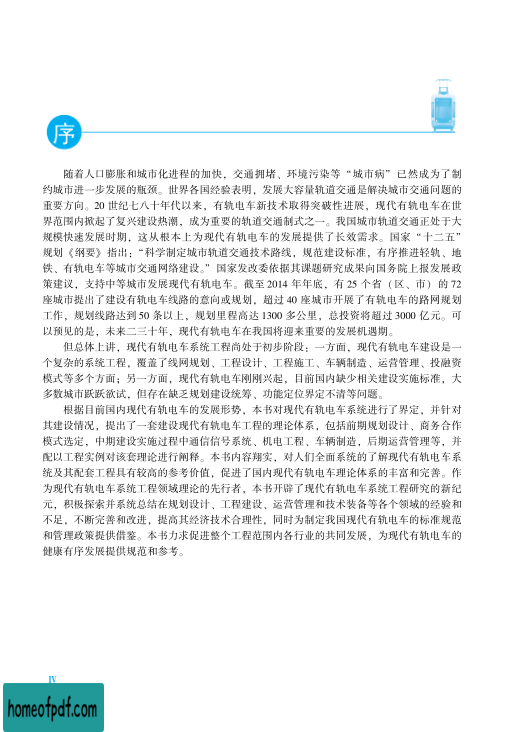 序
随着人口膨胀和城市化进程的加快，交通拥堵、环境污染等“城市病”已然成为了制
约城市进一步发展的瓶颈。世界各国经验表明，发展大容量轨道交通是解决城市交通问题的
重要方向。20 世纪七八十年代以来，有轨电车新技术取得突破性进展，现代有轨电车在世
界范围内掀起了复兴建设热潮，成为重要的轨道交通制式之一。我国城市轨道交通正处于大
规模快速发展时期，这从根本上为现代有轨电车的发展提供了长效需求。国家“十二五”
规划《纲要》指出：“科学制定城市轨道交通技术路线，规范建设标准，有序推进轻轨、地
铁、有轨电车等城市交通网络建设。”国家发改委依据其课题研究成果向国务院上报发展政
策建议，支持中等城市发展现代有轨电车。截至 2014 年年底，有 25 个省（区、市）的 72
座城市提出了建设有轨电车线路的意向或规划，超过 40 座城市开展了有轨电车的路网规划
工作，规划线路达到 50 条以上，规划里程高达 1300 多公里，总投资将超过 3000 亿元。可
以预见的是，未来二三十年，现代有轨电车在我国将迎来重要的发展机遇期。
但总体上讲，现代有轨电车系统工程尚处于初步阶段：一方面，现代有轨电车建设是一
个复杂的系统工程，覆盖了线网规划、工程设计、工程施工、车辆制造、运营管理、投融资
模式等多个方面；另一方面，现代有轨电车刚刚兴起，目前国内缺少相关建设实施标准，大
多数城市跃跃欲试，但存在缺乏规划建设统筹、功能定位界定不清等问题。
根据目前国内现代有轨电车的发展形势，本书对现代有轨电车系统进行了界定，并针对
其建设情况，提出了一套建设现代有轨电车工程的理论体系，包括前期规划设计、商务合作
模式选定，中期建设实施过程中通信信号系统、机电工程、车辆制造，后期运营管理等，并
配以工程实例对该套理论进行阐释。本书内容翔实，对人们全面系统的了解现代有轨电车系
统及其配套工程具有较高的参考价值，促进了国内现代有轨电车理论体系的丰富和完善。作
为现代有轨电车系统工程领域理论的先行者，本书开辟了现代有轨电车系统工程研究的新纪
元，积极探索并系统总结在规划设计、工程建设、运营管理和技术装备等各个领域的经验和
不足，不断完善和改进，提高其经济技术合理性，同时为制定我国现代有轨电车的标准规范
和管理政策提供借鉴。本书力求促进整个工程范围内各行业的共同发展，为现代有轨电车的
健康有序发展提供规范和参考。
IV
homeofpdf.com